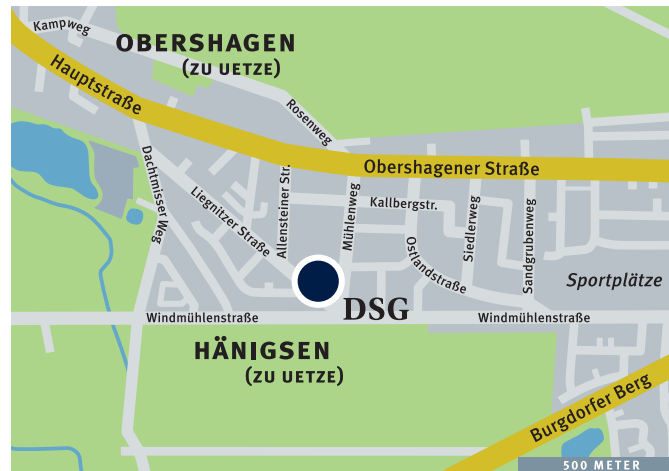 Kampweg
OBERSHAGEN
(ZU UETZE)
Hauptstraße
Rosenweg
Obershagener Straße
Dachtmisser Weg
Liegnitzer Straße
Allensteiner Str.
Mühlenweg
Kallbergstr.
Ostlandstraße
Siedlerweg
Sandgrubenweg
Sportplätze
DSG
Windmühlenstraße
Windmühlenstraße
HÄNIGSEN
(ZU UETZE)
Burgdorfer Berg
500 METER